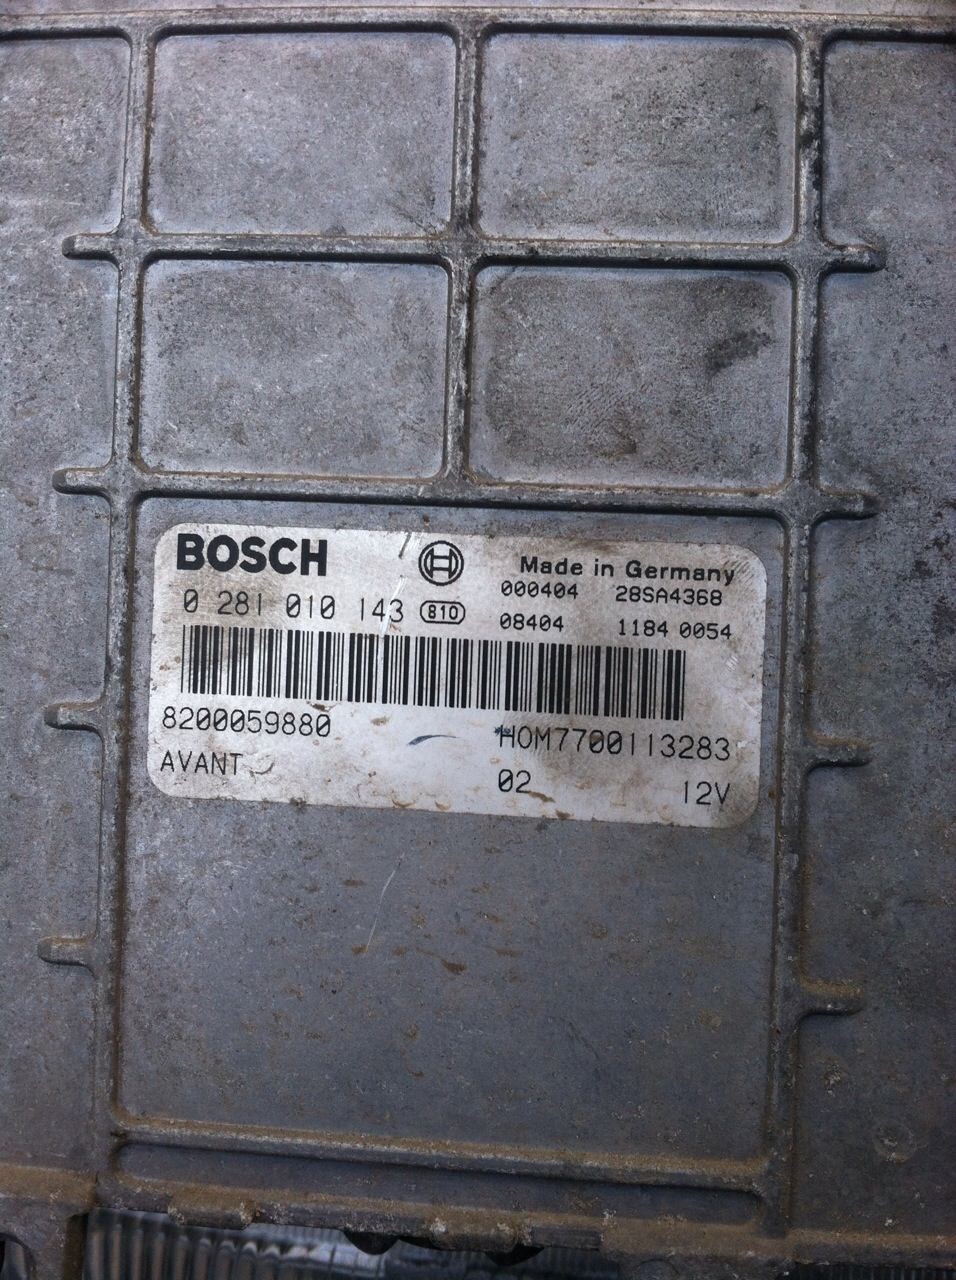 BOSCH
Made in Germany
000404 28SA4368
0 281 010 143 810
08404 1184 0054
8200059880
HOM7700113283
AVANT
02 12V